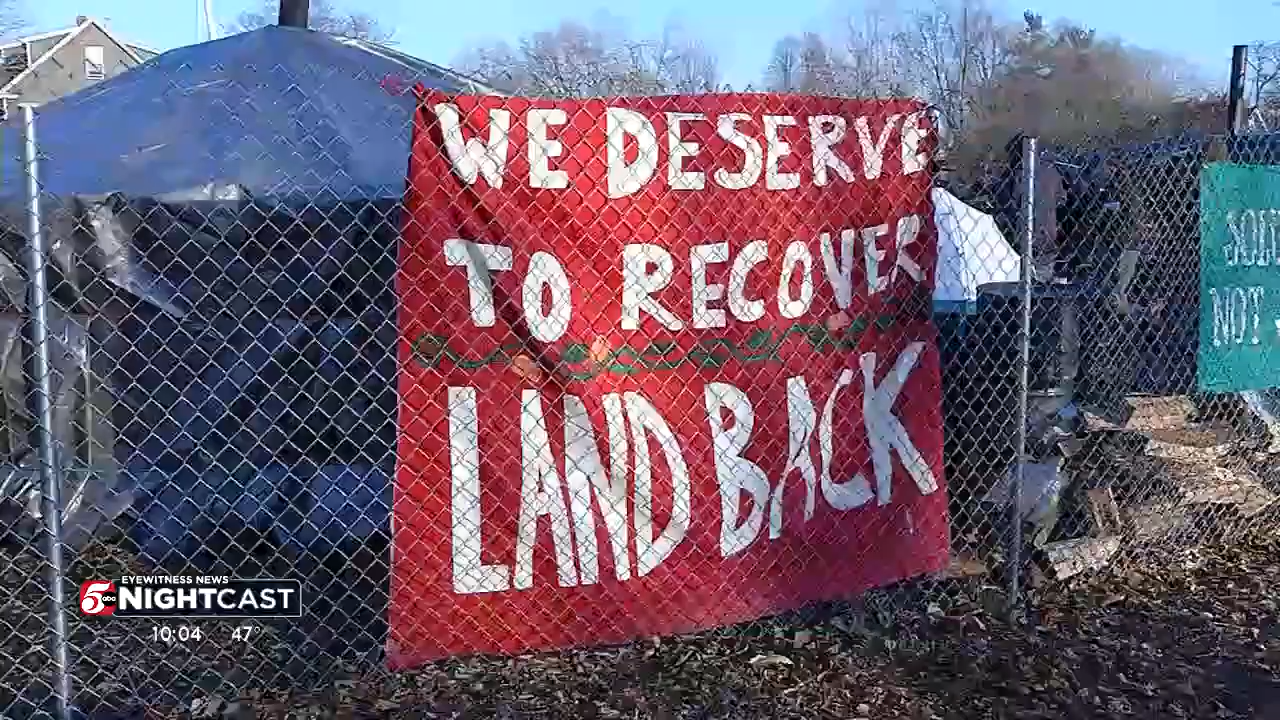 WE DESERVE
TO RECOVER
LAND BACK
NOT
EYEWITNESS NEWS
5 abc NIGHTCAST
10:04 47°